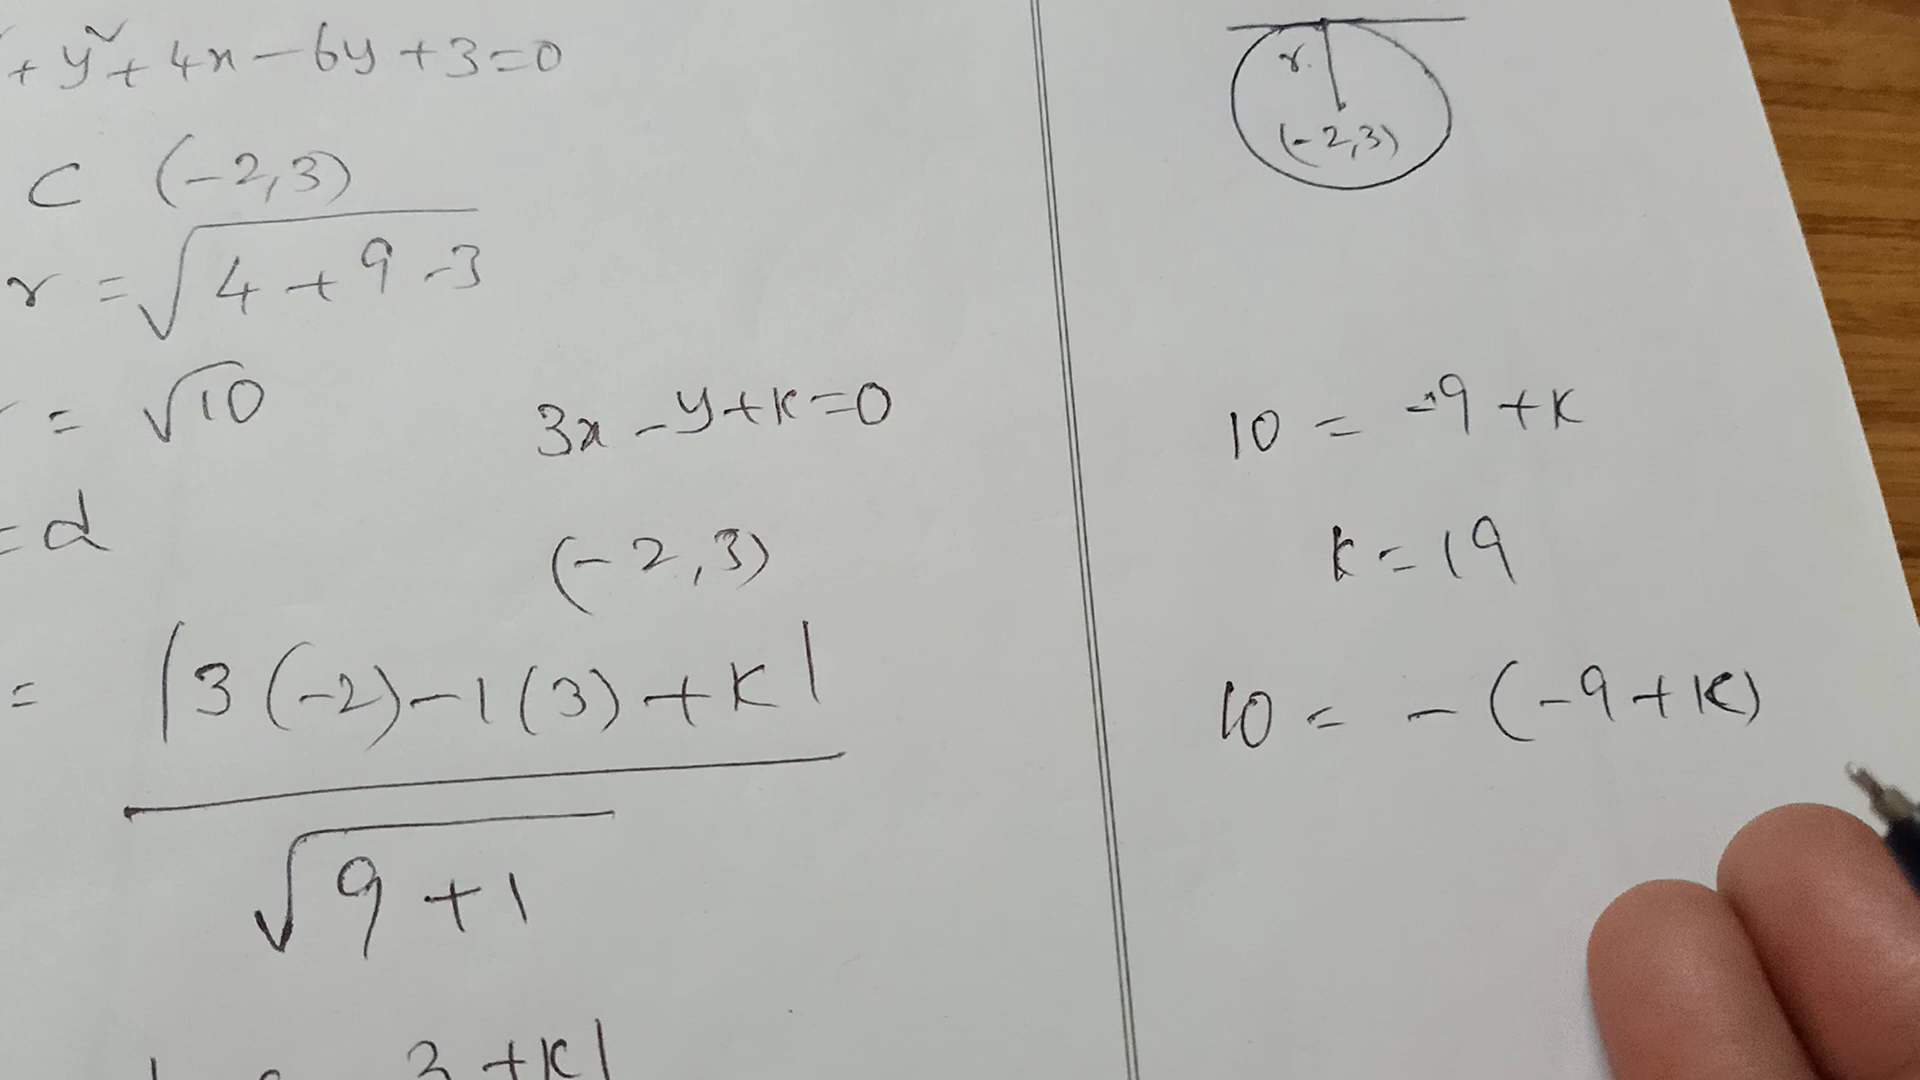 + y² + 4x - 6y + 3 = 0
C (-2,3)
r = √4 + 9 - 3
= √10
3x - y + k = 0
= d
(-2,3)
= |3(-2) - 1(3) + k|
√9 + 1
3 + k|
r
(-2,3)
10 = -9 + k
k = 19
10 = - (-9 + k)